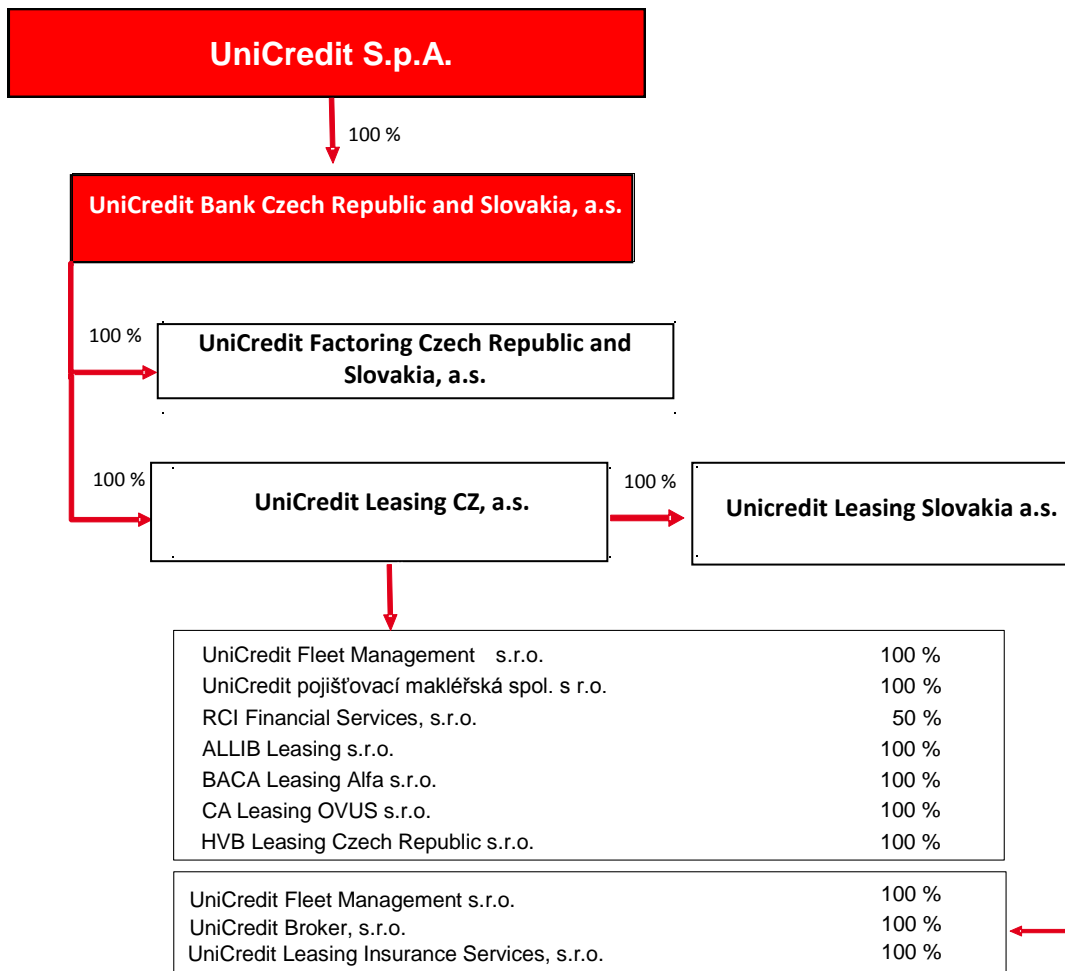 UniCredit S.p.A.
100 %
UniCredit Bank Czech Republic and Slovakia, a.s.
100 %
UniCredit Factoring Czech Republic and
Slovakia, a.s.
100 %
UniCredit Leasing CZ, a.s.
100 %
Unicredit Leasing Slovakia a.s.
UniCredit Fleet Management s.r.o. 100 %
UniCredit pojišťovací makléřská spol. s r.o. 100 %
RCI Financial Services, s.r.o. 50 %
ALLIB Leasing s.r.o. 100 %
BACA Leasing Alfa s.r.o. 100 %
CA Leasing OVUS s.r.o. 100 %
HVB Leasing Czech Republic s.r.o. 100 %
UniCredit Fleet Management s.r.o. 100 %
UniCredit Broker, s.r.o. 100 %
UniCredit Leasing Insurance Services, s.r.o. 100 %